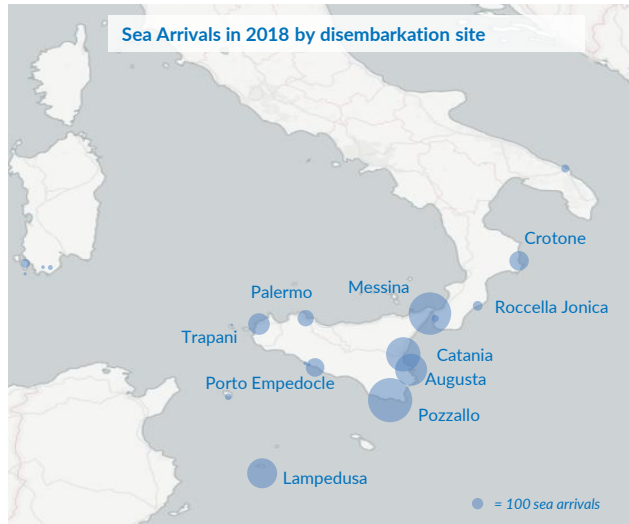 Sea Arrivals in 2018 by disembarkation site
Crotone
Messina
Palermo
Roccella Jonica
Trapani
Catania
Porto Empedocle
Augusta
Pozzallo
Lampedusa
= 100 sea arrivals